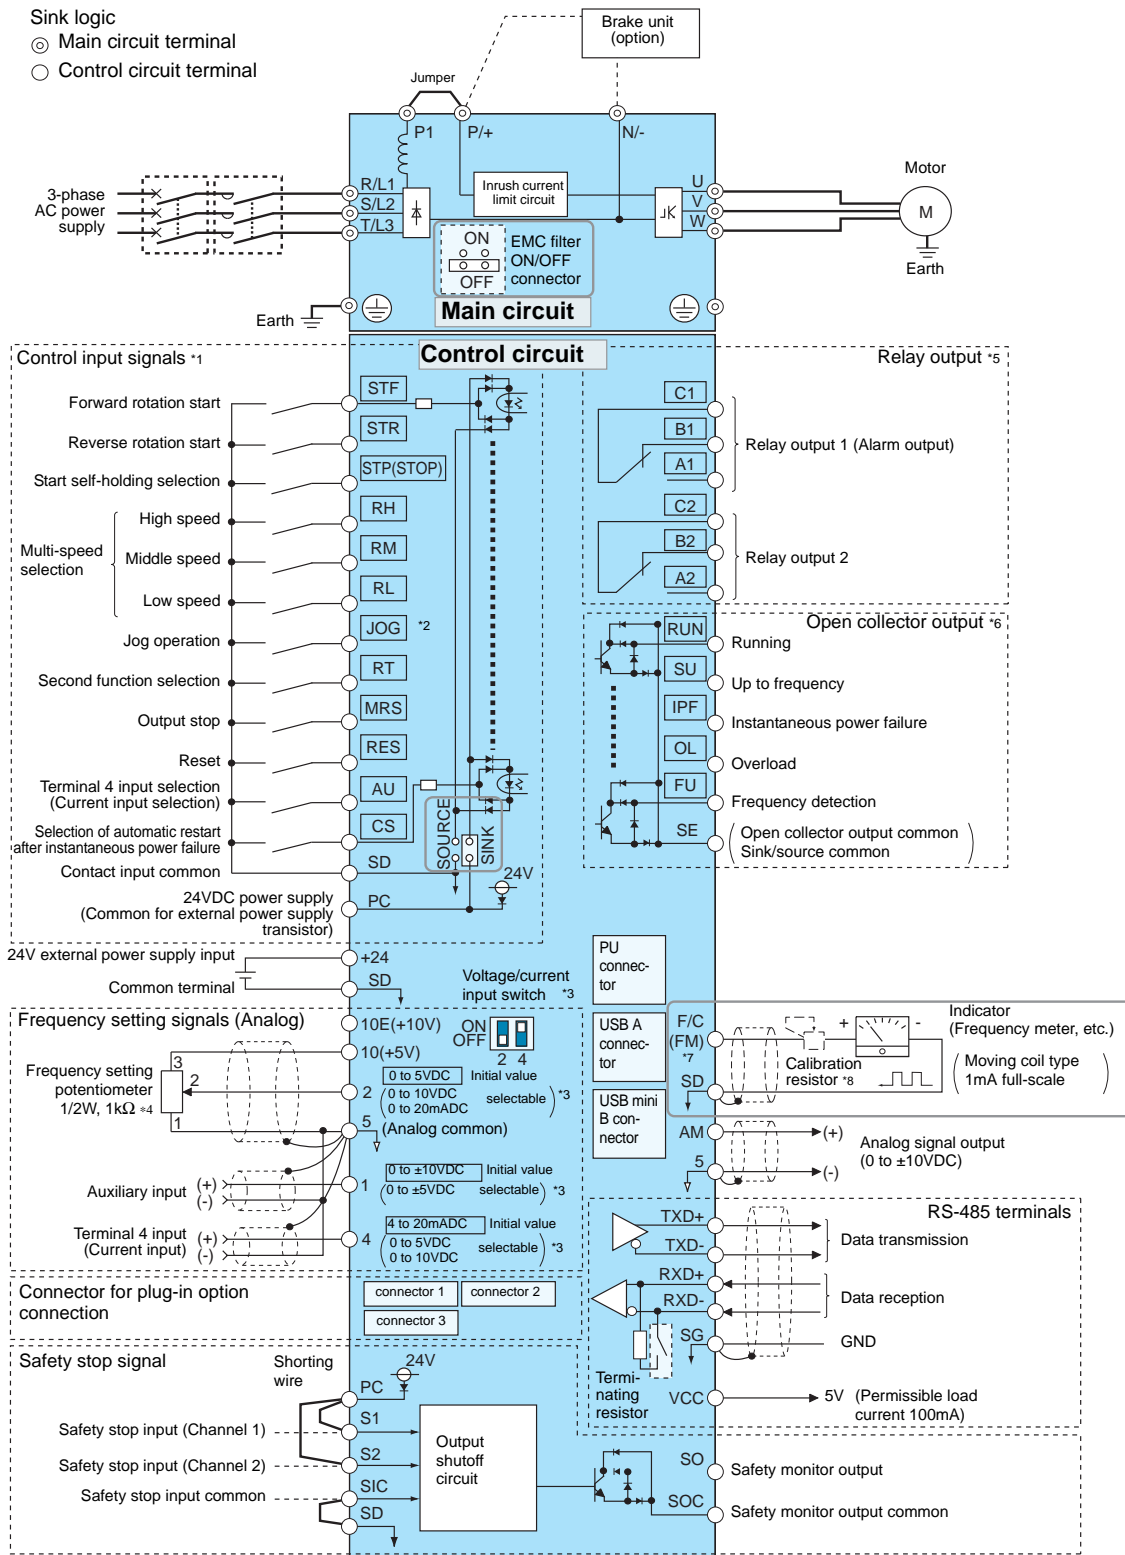 Sink logic
Main circuit terminal
Control circuit terminal
Brake unit
(option)
Jumper
P1
P/+
N/-
3-phase
AC power
supply
R/L1
S/L2
T/L3
Inrush current
limit circuit
U
V
W
Motor
M
Earth
ON
OFF
EMC filter
ON/OFF
connector
Earth
Main circuit
Control circuit
Control input signals *1
Forward rotation start
STF
Reverse rotation start
STR
Start self-holding selection
STP(STOP)
Multi-speed
selection
High speed
RH
Middle speed
RM
Low speed
RL
Jog operation
JOG *2
Second function selection
RT
Output stop
MRS
Reset
RES
Terminal 4 input selection
(Current input selection)
AU
Selection of automatic restart
after instantaneous power failure
CS
Contact input common
SD
SOURCE
SINK
24V
24VDC power supply
(Common for external power supply
transistor)
PC
Relay output *5
C1
B1
A1
Relay output 1 (Alarm output)
C2
B2
A2
Relay output 2
Open collector output *6
RUN
Running
SU
Up to frequency
IPF
Instantaneous power failure
OL
Overload
FU
Frequency detection
SE
Open collector output common
Sink/source common
24V external power supply input
+24
Common terminal
SD
Voltage/current
input switch *3
ON
OFF
2 4
Frequency setting signals (Analog)
10E(+10V)
10(+5V)
Frequency setting
potentiometer
1/2W, 1kΩ *4
3
2
1
2
0 to 5VDC Initial value
0 to 10VDC
0 to 20mADC
selectable *3
5
(Analog common)
Auxiliary input
(+)
(-)
1
0 to ±10VDC Initial value
0 to ±5VDC selectable *3
Terminal 4 input
(Current input)
(+)
(-)
4
4 to 20mADC Initial value
0 to 5VDC
0 to 10VDC
selectable *3
PU
connec-
tor
USB A
connec-
tor
USB mini
B con-
nector
F/C
(FM)
*7
SD
+
-
Indicator
(Frequency meter, etc.)
Calibration
resistor *8
Moving coil type
1mA full-scale
AM
(+)
5
(-)
Analog signal output
(0 to ±10VDC)
RS-485 terminals
TXD+
TXD-
Data transmission
RXD+
RXD-
Data reception
SG
GND
Termi-
nating
resistor
VCC
5V
(Permissible load
current 100mA)
Connector for plug-in option
connection
connector 1
connector 2
connector 3
Safety stop signal
Shorting
wire
24V
PC
Safety stop input (Channel 1)
S1
Safety stop input (Channel 2)
S2
Safety stop input common
SIC
SD
Output
shutoff
circuit
SO
Safety monitor output
SOC
Safety monitor output common